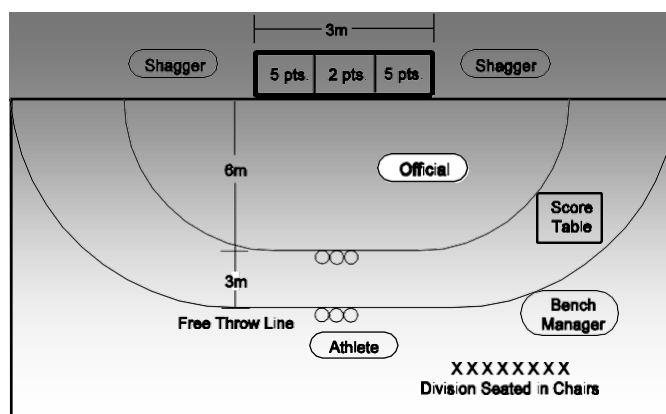 3m
Shagger
5 pts. 2 pts. 5 pts.
Shagger
6m
Official
Score
Table
3m
Free Throw Line
Bench
Manager
Athlete
X X X X X X X X
Division Seated in Chairs